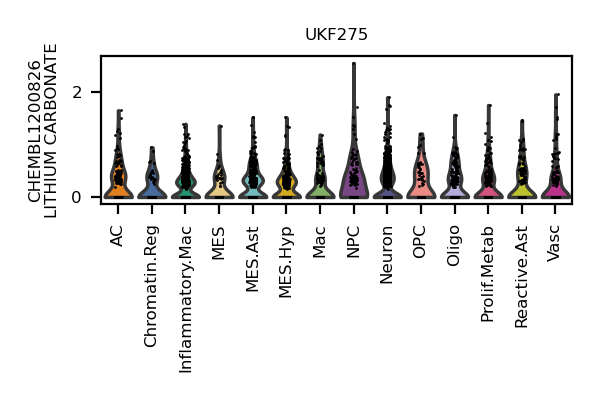 UKF275
CHEMBL1200826
LITHIUM CARBONATE
2
0
AC
Chromatin.Reg
Inflammatory.Mac
MES
MES.Ast
MES.Hyp
Mac
NPC
Neuron
OPC
Oligo
Prolif.Metab
Reactive.Ast
Vasc